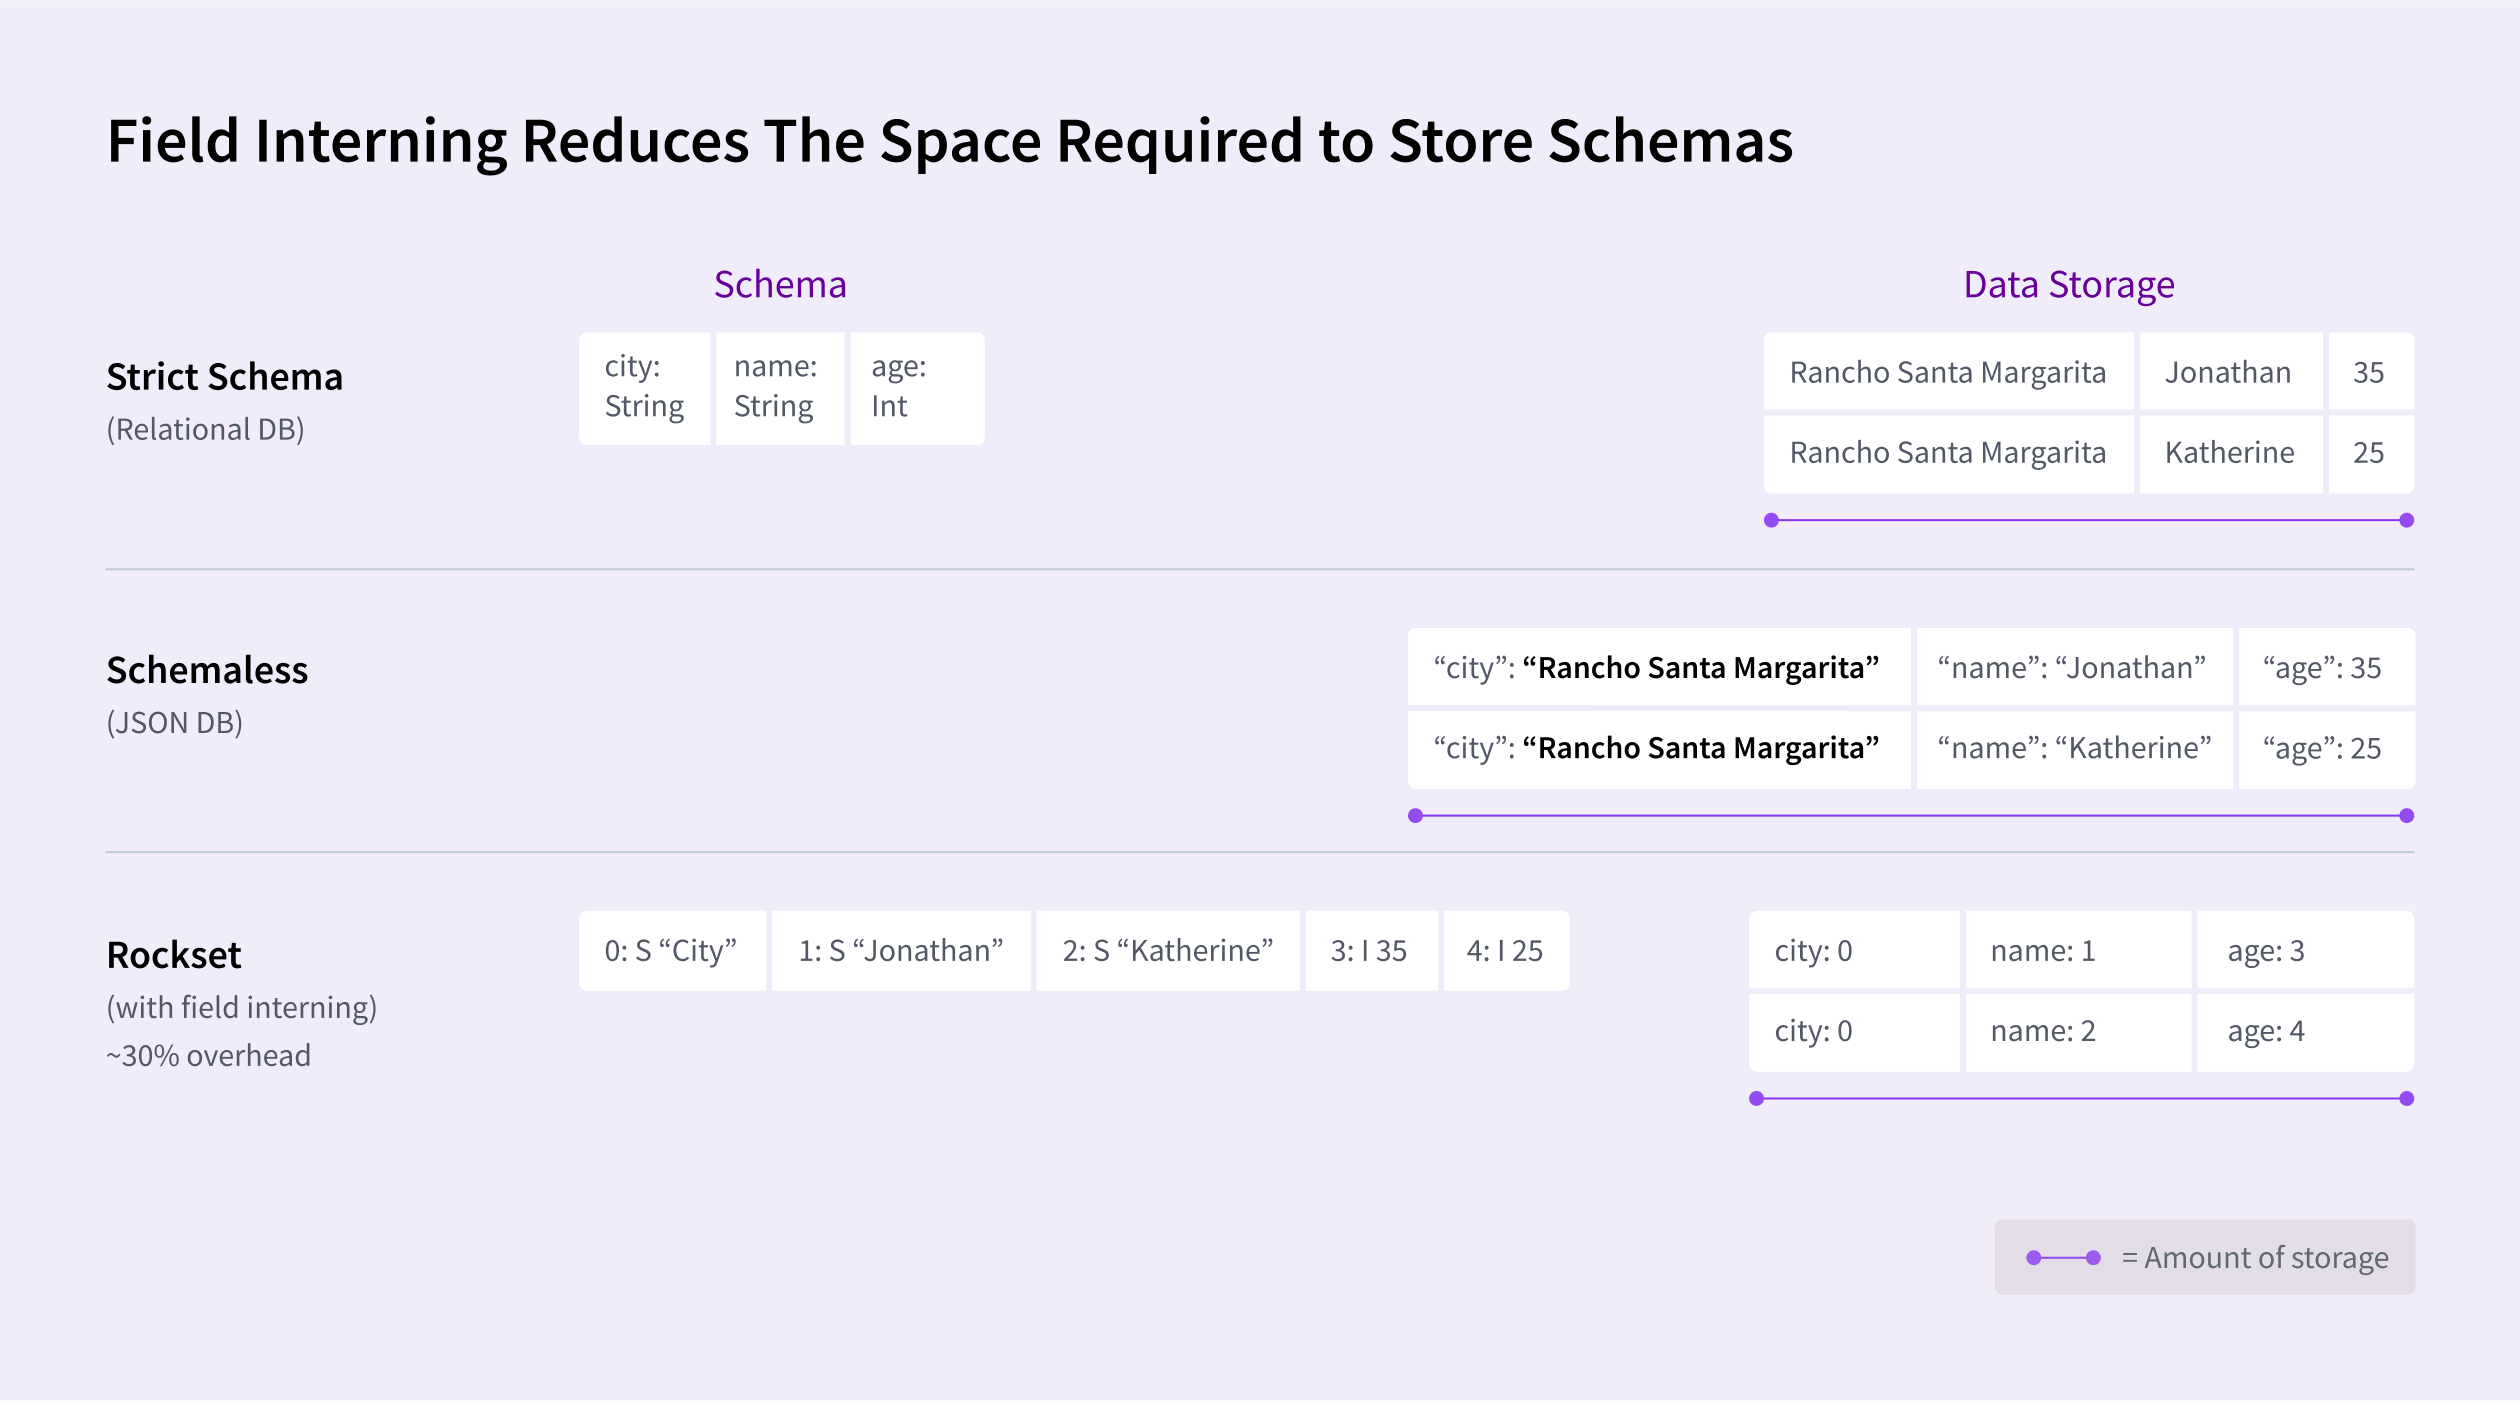 Field Interning Reduces The Space Required to Store Schemas
Schema
Data Storage
Strict Schema
(Relational DB)
city:
String
name:
String
age:
Int
Rancho Santa Margarita
Jonathan
35
Rancho Santa Margarita
Katherine
25
Schemaless
(JSON DB)
“city”: “Rancho Santa Margarita”
“name”: “Jonathan”
“age”: 35
“city”: “Rancho Santa Margarita”
“name”: “Katherine”
“age”: 25
Rockset
(with field interning)
~30% overhead
0: S “City”
1: S “Jonathan”
2: S “Katherine”
3: I 35
4: I 25
city: 0
name: 1
age: 3
city: 0
name: 2
age: 4
= Amount of storage